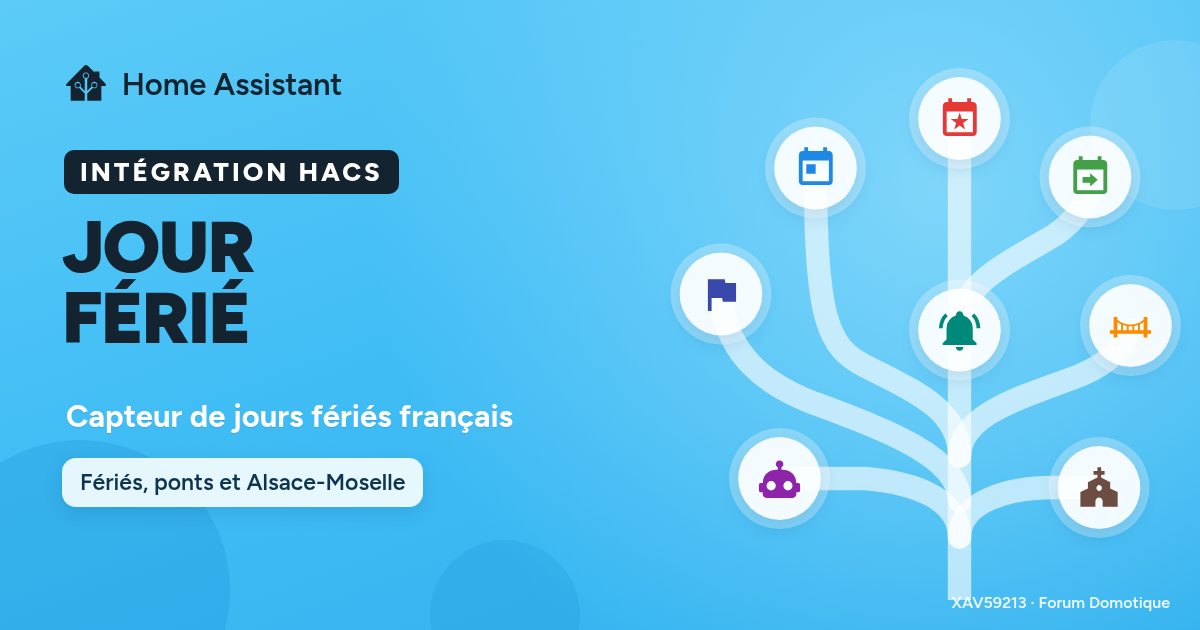 Home Assistant
INTÉGRATION HACS
JOUR
FÉRIÉ
Capteur de jours fériés français
Fériés, ponts et Alsace-Moselle
XAV59213 · Forum Domotique